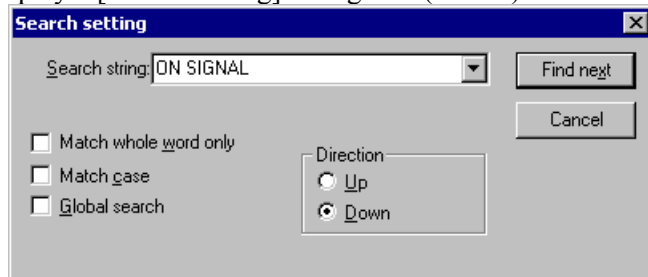 Search setting
Search string: ON SIGNAL
Find next
Cancel
Match whole word only
Match case
Global search
Direction
Up
Down